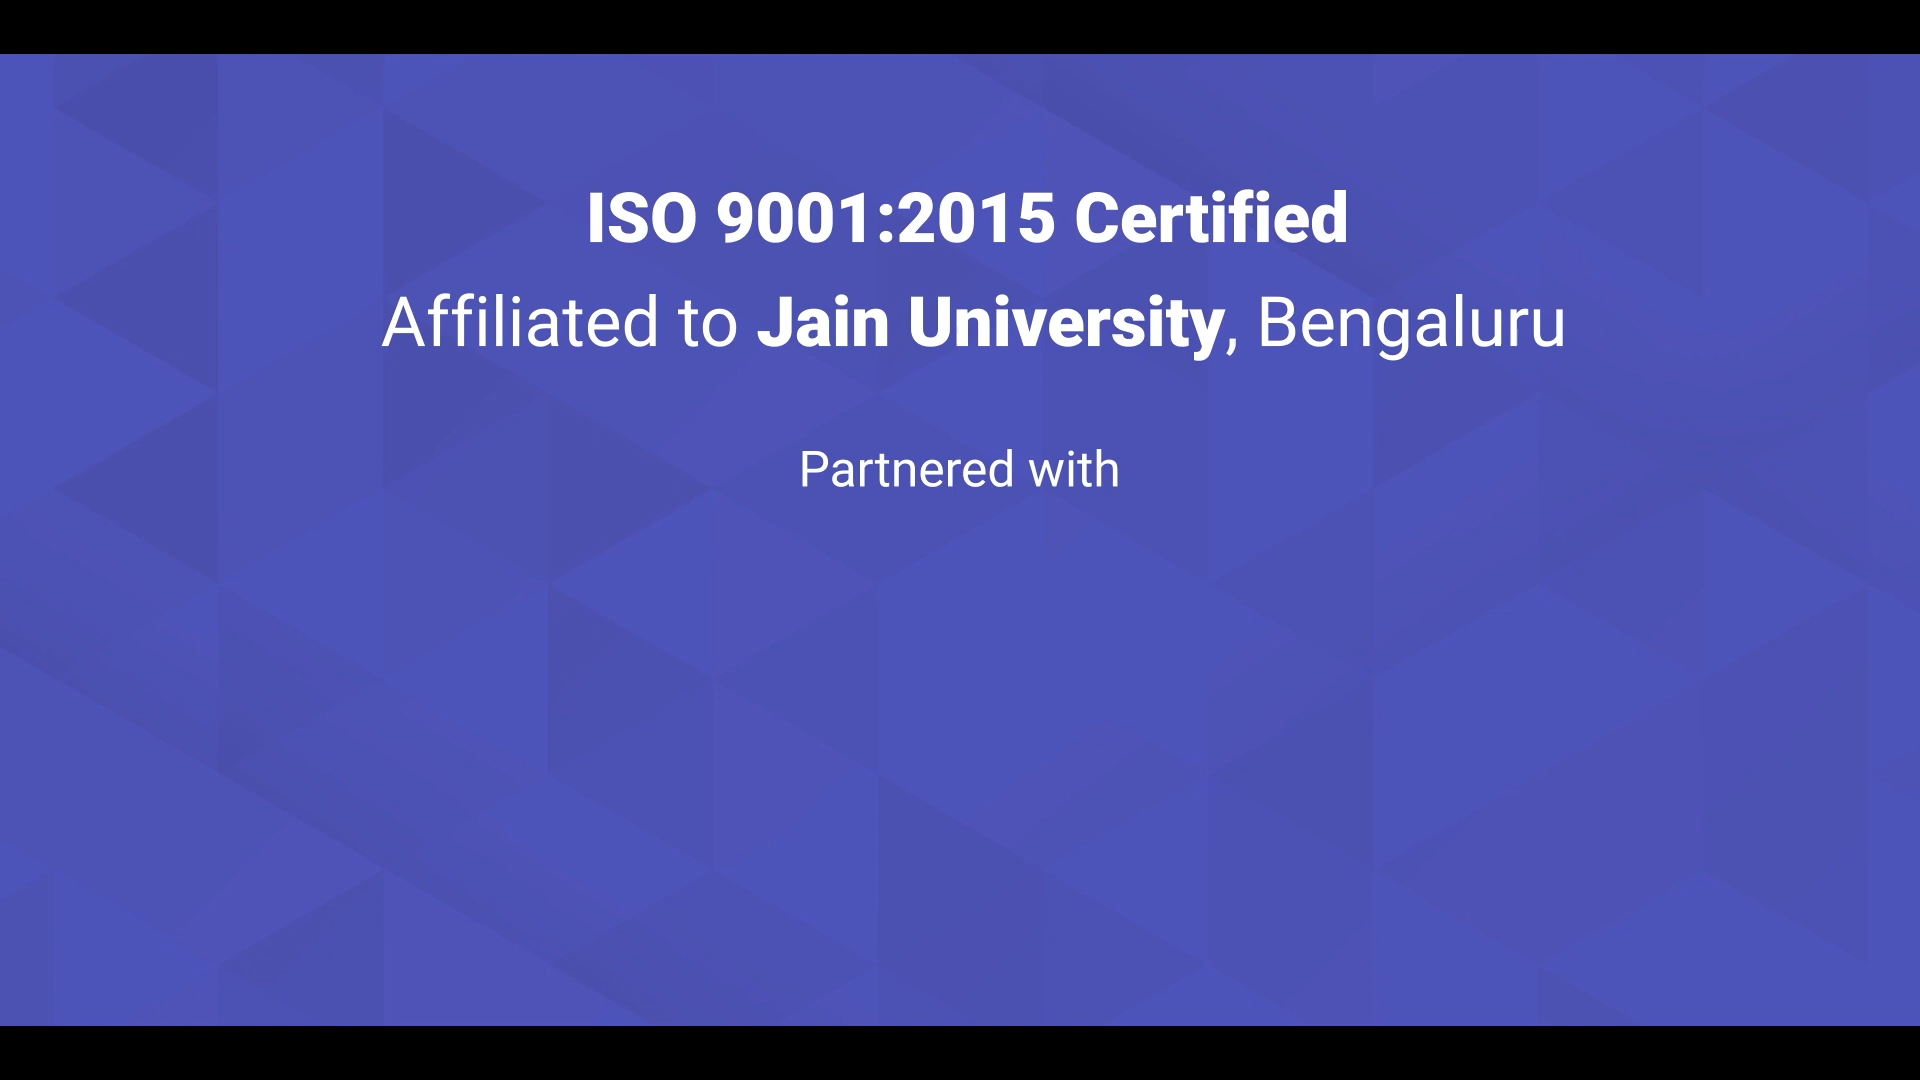 ISO 9001:2015 Certified
Affiliated to Jain University, Bengaluru
Partnered with